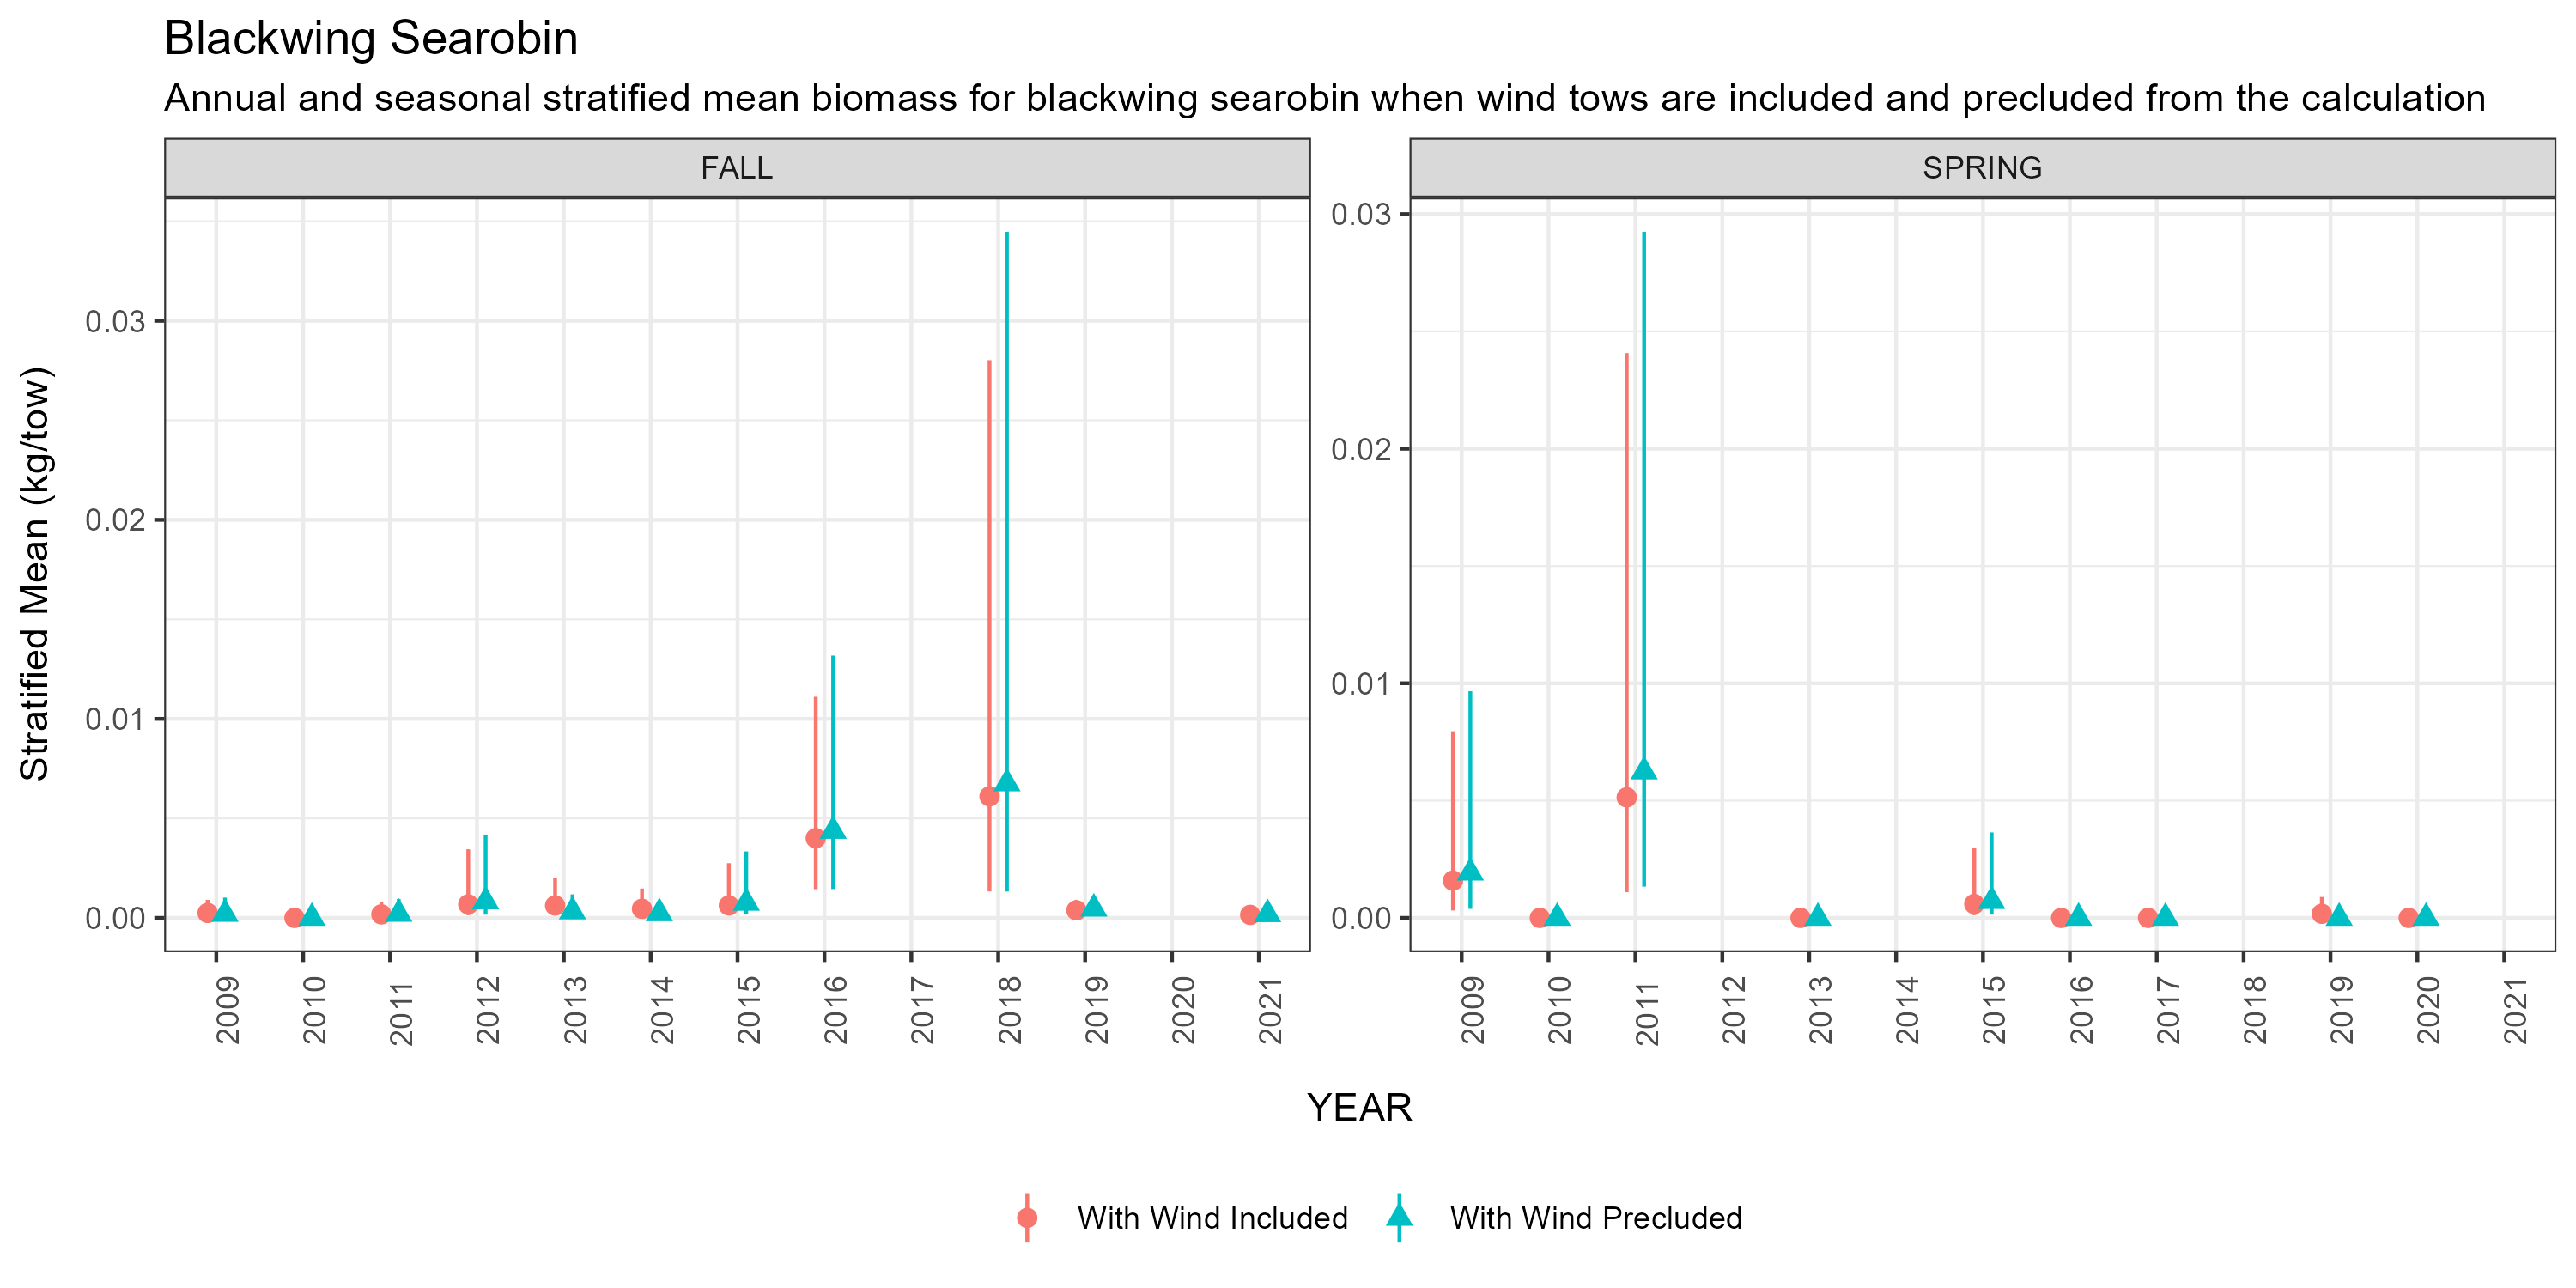 Blackwing Searobin
Annual and seasonal stratified mean biomass for blackwing searobin when wind tows are included and precluded from the calculation
FALL
SPRING
Stratified Mean (kg/tow)
0.03
0.02
0.01
0.00
0.03
0.02
0.01
0.00
2009 2010 2011 2012 2013 2014 2015 2016 2017 2018 2019 2020 2021
2009 2010 2011 2012 2013 2014 2015 2016 2017 2018 2019 2020 2021
YEAR
With Wind Included
With Wind Precluded